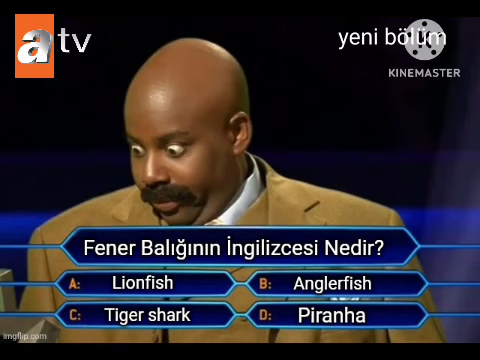 atv
yeni bölüm
KINEMASTER
Fener Balığının İngilizcesi Nedir?
A: Lionfish
B: Anglerfish
C: Tiger shark
D: Piranha
imgflip.com